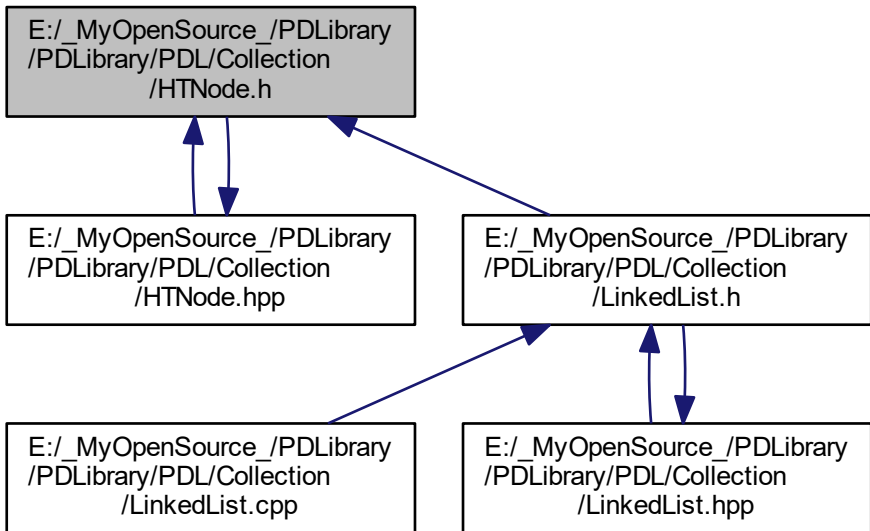 E:/_MyOpenSource_/PDLibrary
/PDLibrary/PDL/Collection
/HTNode.h
E:/_MyOpenSource_/PDLibrary
/PDLibrary/PDL/Collection
/HTNode.hpp
E:/_MyOpenSource_/PDLibrary
/PDLibrary/PDL/Collection
/LinkedList.h
E:/_MyOpenSource_/PDLibrary
/PDLibrary/PDL/Collection
/LinkedList.cpp
E:/_MyOpenSource_/PDLibrary
/PDLibrary/PDL/Collection
/LinkedList.hpp